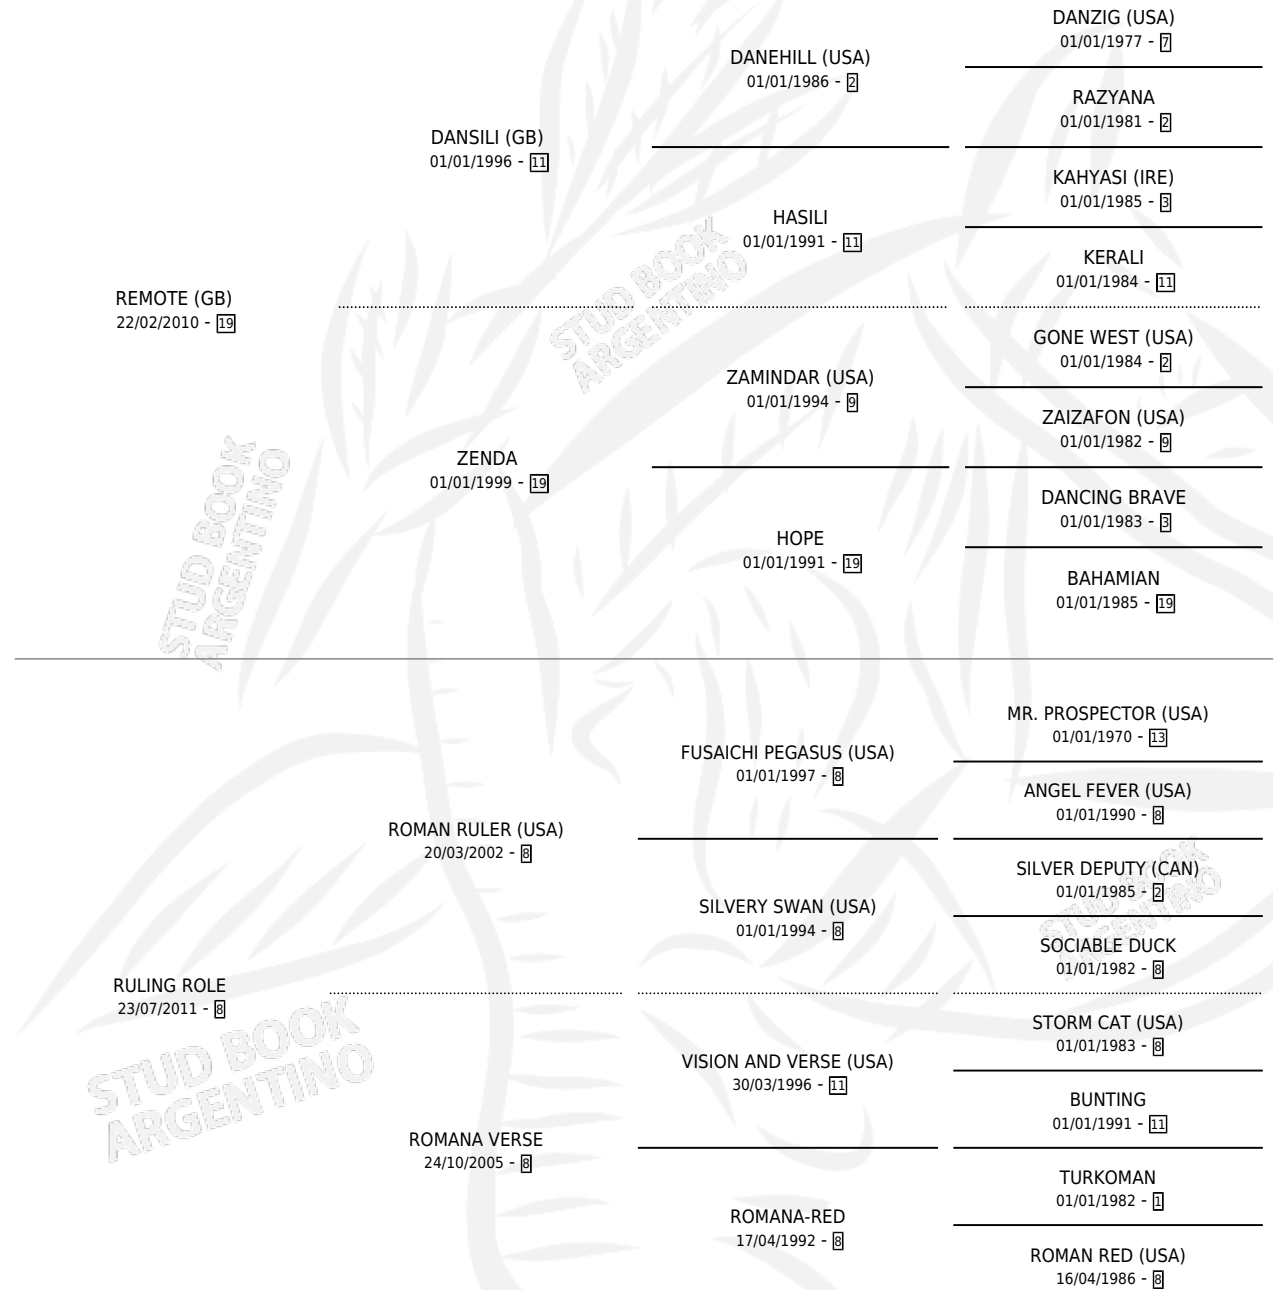 DANZIG (USA)
01/01/1977 - 7
DANEHILL (USA)
01/01/1986 - 2
RAZYANA
01/01/1981 - 2
DANSILI (GB)
01/01/1996 - 11
KAHYASI (IRE)
01/01/1985 - 3
HASILI
01/01/1991 - 11
KERALI
01/01/1984 - 11
REMOTE (GB)
22/02/2010 - 19
GONE WEST (USA)
01/01/1984 - 2
ZAMINDAR (USA)
01/01/1994 - 9
ZAIZAFON (USA)
01/01/1982 - 9
ZENDA
01/01/1999 - 19
DANCING BRAVE
01/01/1983 - 3
HOPE
01/01/1991 - 19
BAHAMIAN
01/01/1985 - 19
STUD BOOK
ARGENTINO
STUD BOOK
ARGENTINO
MR. PROSPECTOR (USA)
01/01/1970 - 13
FUSAICHI PEGASUS (USA)
01/01/1997 - 8
ANGEL FEVER (USA)
01/01/1990 - 8
ROMAN RULER (USA)
20/03/2002 - 8
SILVER DEPUTY (CAN)
01/01/1985 - 2
SILVERY SWAN (USA)
01/01/1994 - 8
SOCIABLE DUCK
01/01/1982 - 8
STUD BOOK
ARGENTINO
RULING ROLE
23/07/2011 - 8
STORM CAT (USA)
01/01/1983 - 8
VISION AND VERSE (USA)
30/03/1996 - 11
BUNTING
01/01/1991 - 11
ROMANA VERSE
24/10/2005 - 8
TURKOMAN
01/01/1982 - 1
ROMANA-RED
17/04/1992 - 8
ROMAN RED (USA)
16/04/1986 - 8
STUD BOOK
ARGENTINO